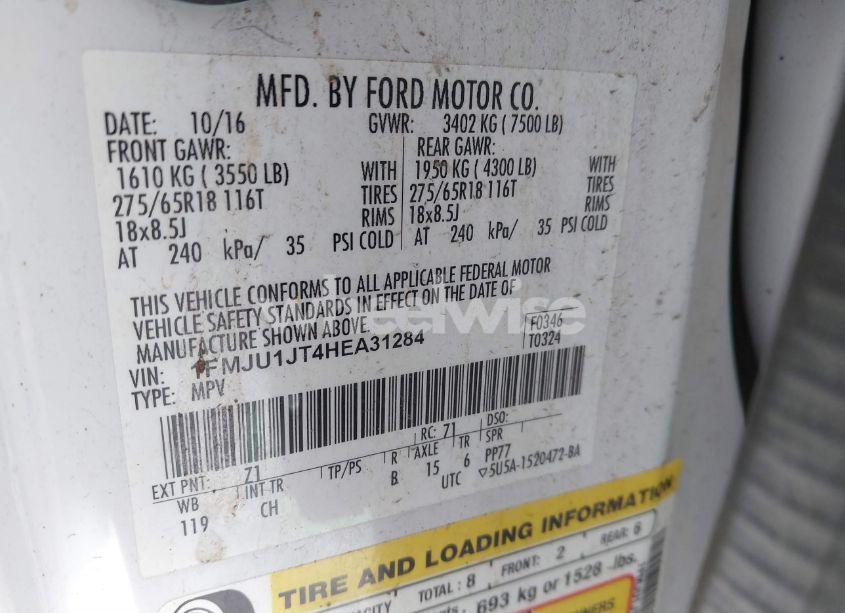 MFD. BY FORD MOTOR CO.
DATE: 10/16 GVWR: 3402 KG ( 7500 LB)
FRONT GAWR: REAR GAWR:
1610 KG ( 3550 LB) WITH 1950 KG ( 4300 LB) WITH
275/65R18 116T TIRES 275/65R18 116T TIRES
18x8.5J RIMS 18x8.5J RIMS
AT 240 kPa/ 35 PSI COLD AT 240 kPa/ 35 PSI COLD
THIS VEHICLE CONFORMS TO ALL APPLICABLE FEDERAL MOTOR
VEHICLE SAFETY STANDARDS IN EFFECT ON THE DATE OF
MANUFACTURE SHOWN ABOVE.
F0346
VIN: 1FMJU1JT4HEA31284 T0324
TYPE: MPV
RC: 71 DSO:
EXT PNT: Z1 TP/PS R AXLE TR SPR
WB INT TR B 15 6 PP77
119 CH UTC ▽5U5A-1520472-BA
TIRE AND LOADING INFORMATION
TOTAL : 8 FRONT: 2 REAR: 6
693 kg or 1528 lbs.